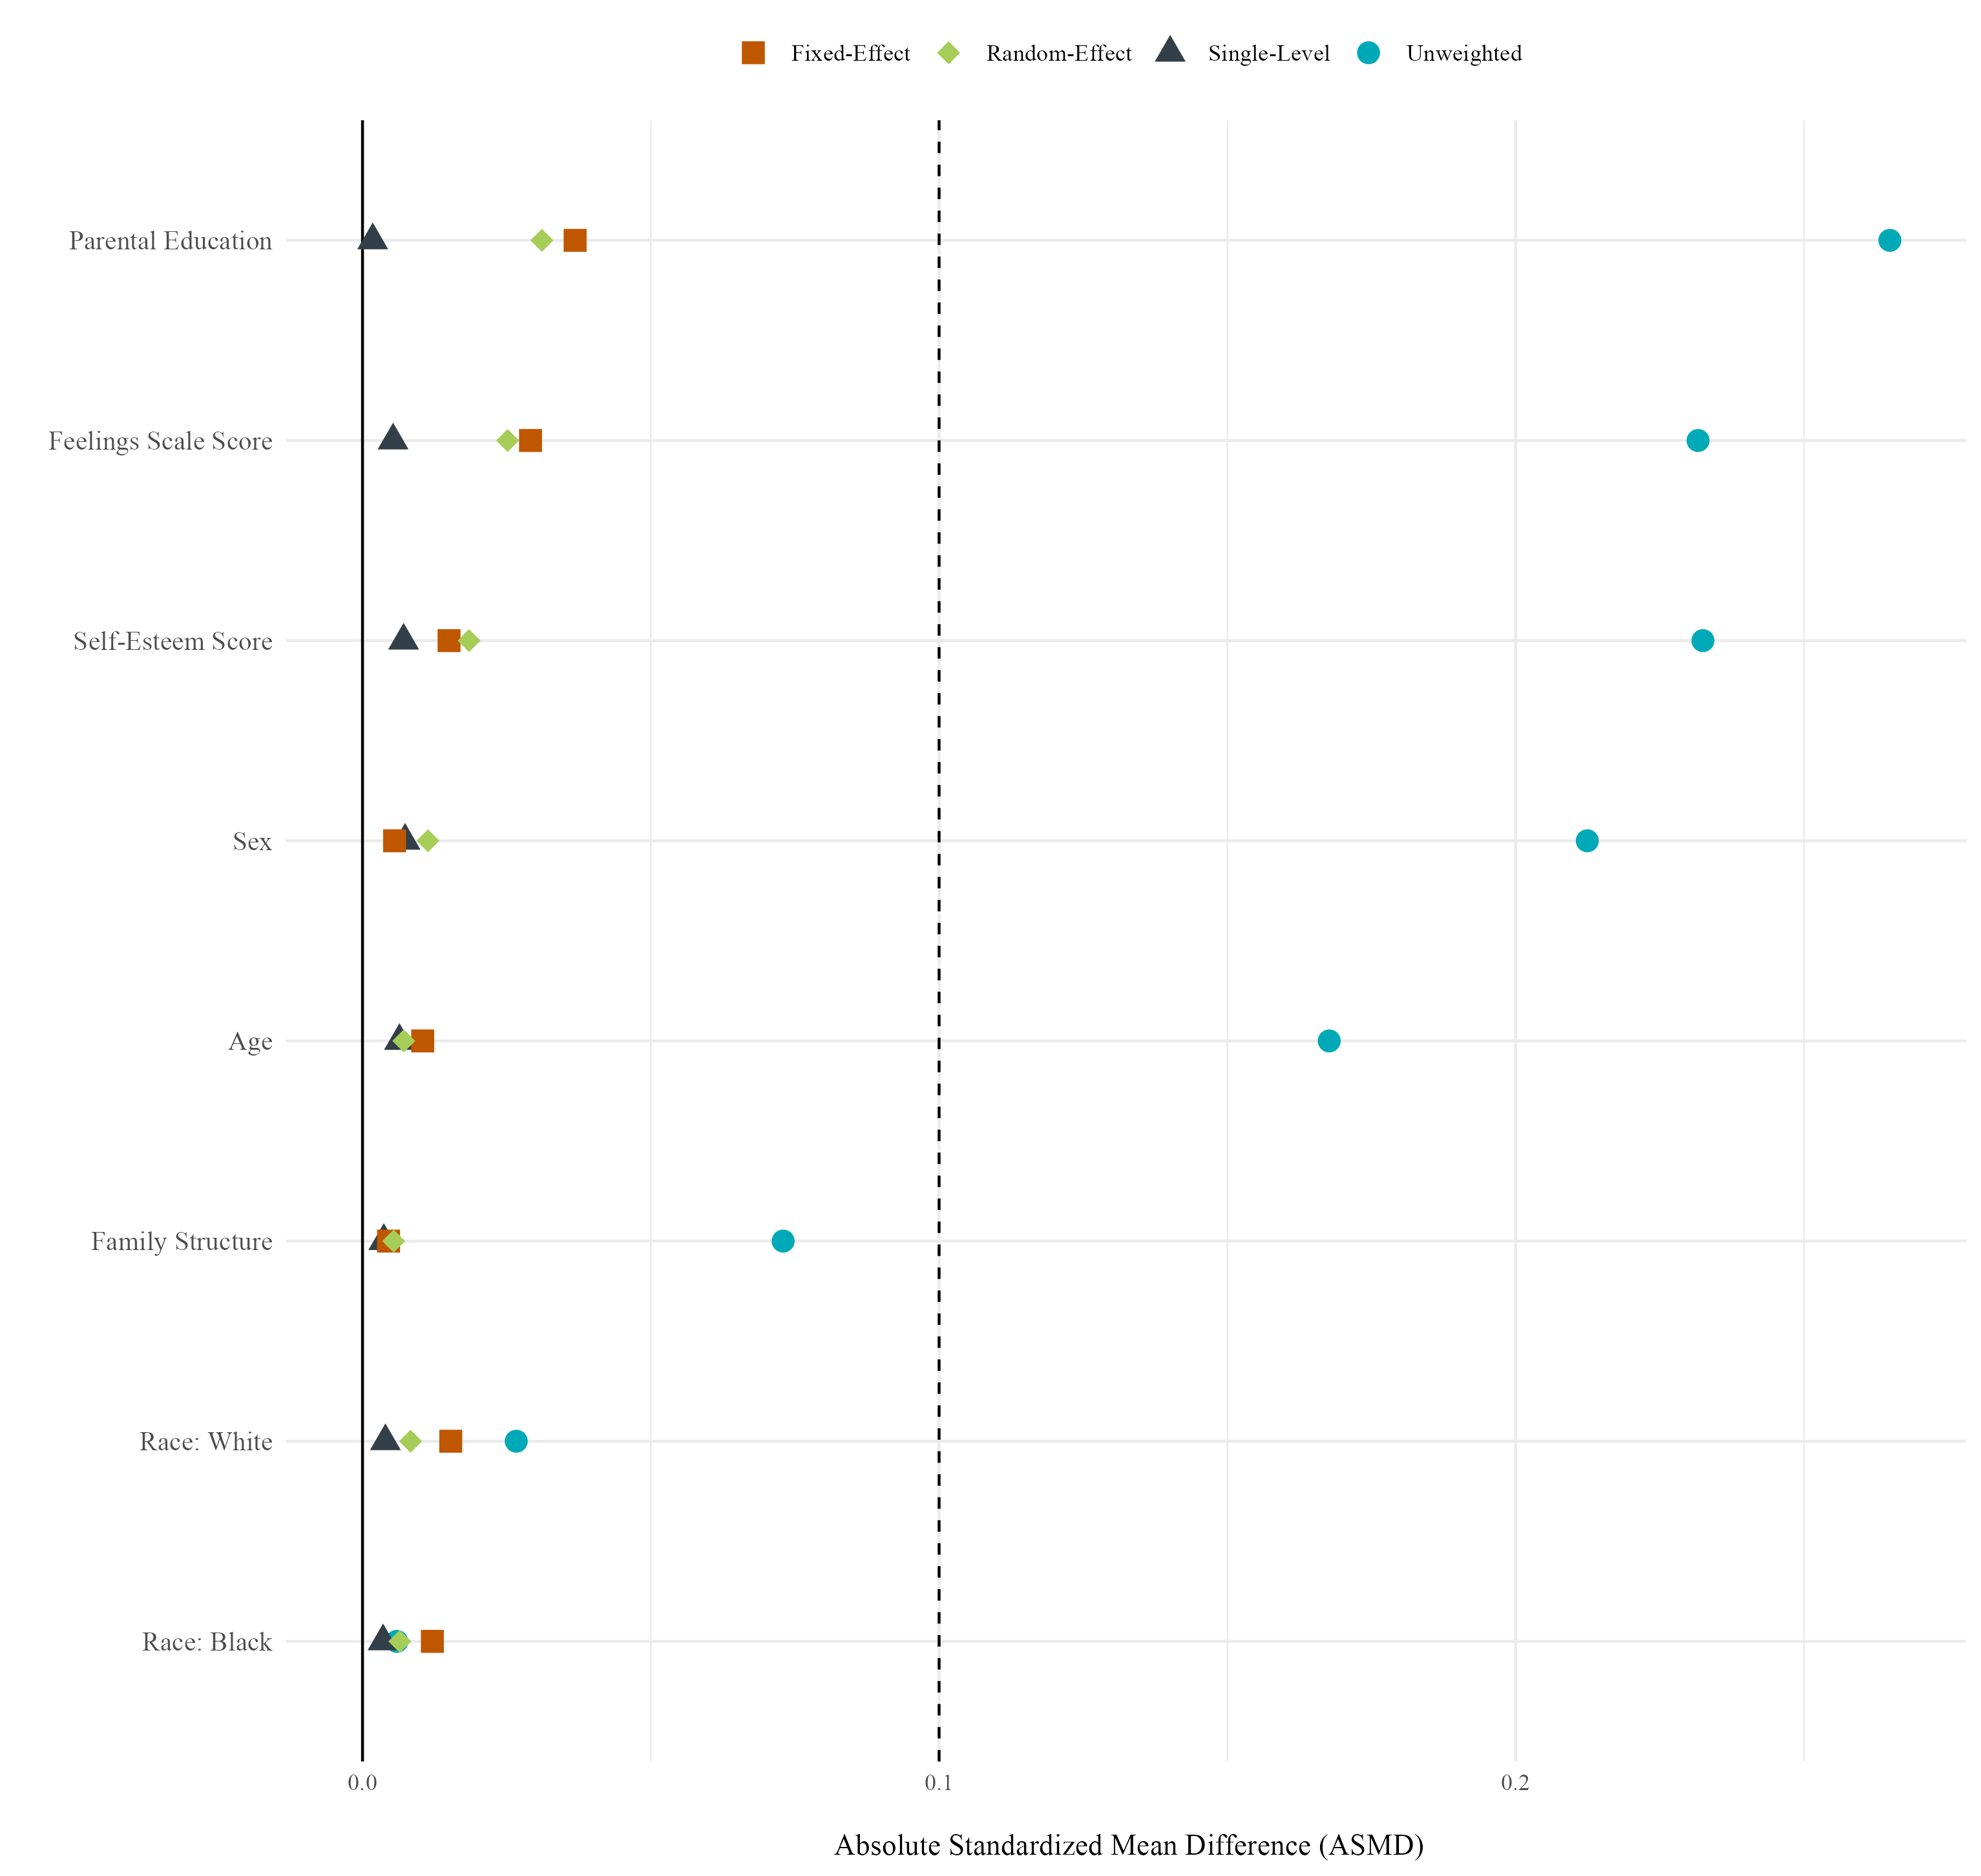 Fixed-Effect Random-Effect Single-Level Unweighted
Parental Education
Feelings Scale Score
Self-Esteem Score
Sex
Age
Family Structure
Race: White
Race: Black
0.0 0.1 0.2
Absolute Standardized Mean Difference (ASMD)